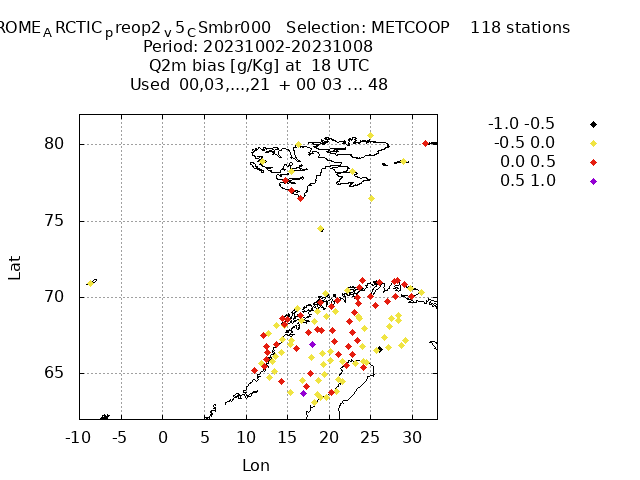 ROME_ARCTIC_preop2_v5_CSmbr000 Selection: METCOOP 118 stations
Period: 20231002-20231008
Q2m bias [g/Kg] at 18 UTC
Used 00,03,...,21 + 00 03 ... 48
-1.0 -0.5
-0.5 0.0
0.0 0.5
0.5 1.0
80
75
70
65
Lat
-10 -5 0 5 10 15 20 25 30
Lon